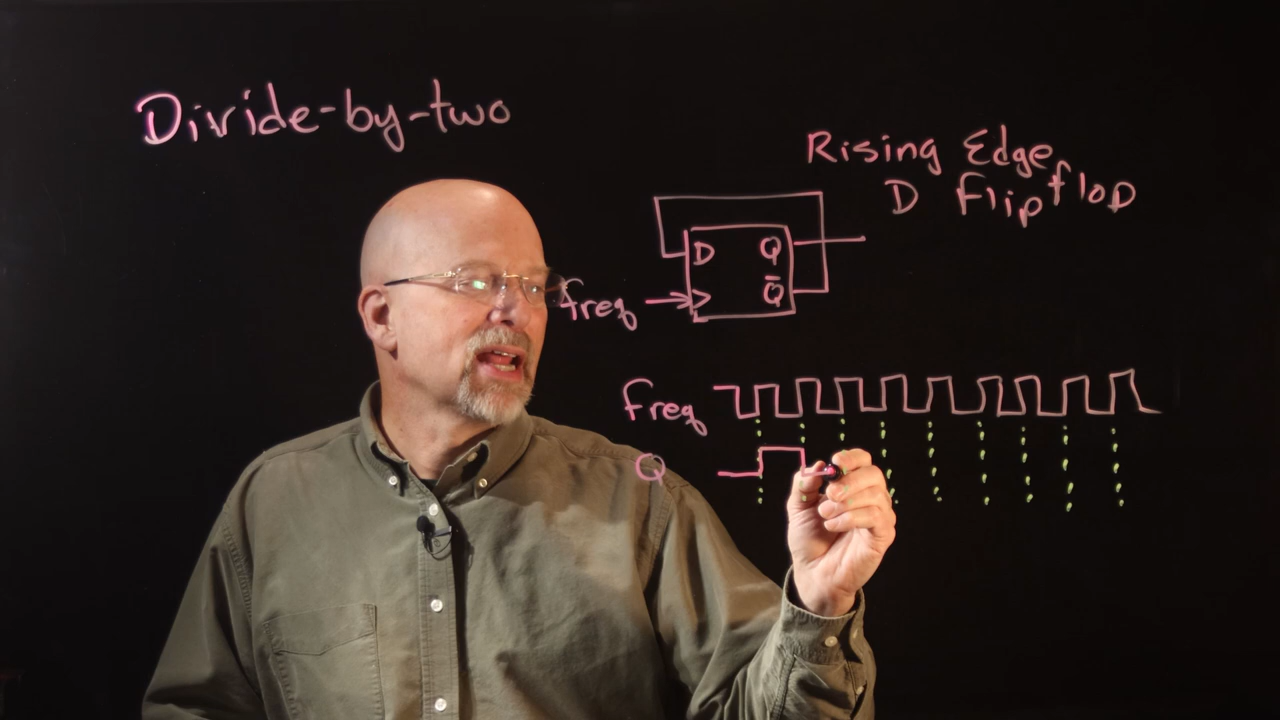 Divide-by-two
Rising Edge
D flipflop
D Q
freq Q̅
freq
Q